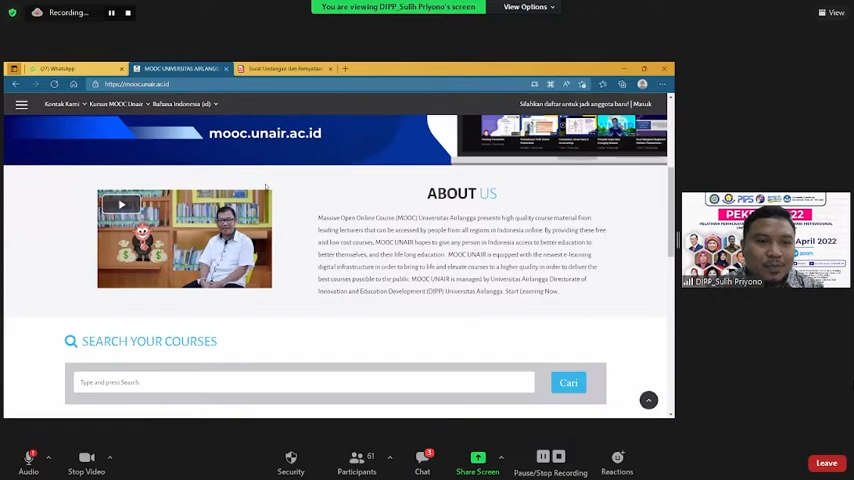 Recording...
You are viewing DIPP_Sulih Priyono's screen
View Options
View
(27) WhatsApp
MOOC UNIVERSITAS AIRLANGG
Surat Undangan dan Pernyataan
https://mooc.unair.ac.id
Kontak Kami
Kursus MOOC Unair
Bahasa Indonesia (id)
Silahkan daftar untuk jadi anggota baru! | Masuk
mooc.unair.ac.id
ABOUT US
Massive Open Online Course (MOOC) Universitas Airlangga presents high quality course material from
leading lecturers that can be accessed by people from all regions in Indonesia online. By providing these free
and low cost courses, MOOC UNAIR hopes to give any person in Indonesia access to better education to
better themselves, and their life long education. MOOC UNAIR is equipped with the newest e-learning
digital infrastructure in order to bring to life and elevate courses to a higher quality in order to deliver the
best courses possible to the public. MOOC UNAIR is managed by Universitas Airlangga Directorate of
Innovation and Education Development (DIPP) Universitas Airlangga. Start Learning Now..
SEARCH YOUR COURSES
Type and press Search
Cari
PIPS
2022
April 2022
zoom
DIPP_Sulih Priyono
Audio
Stop Video
Security
61
Participants
3
Chat
Share Screen
Pause/Stop Recording
Reactions
Leave